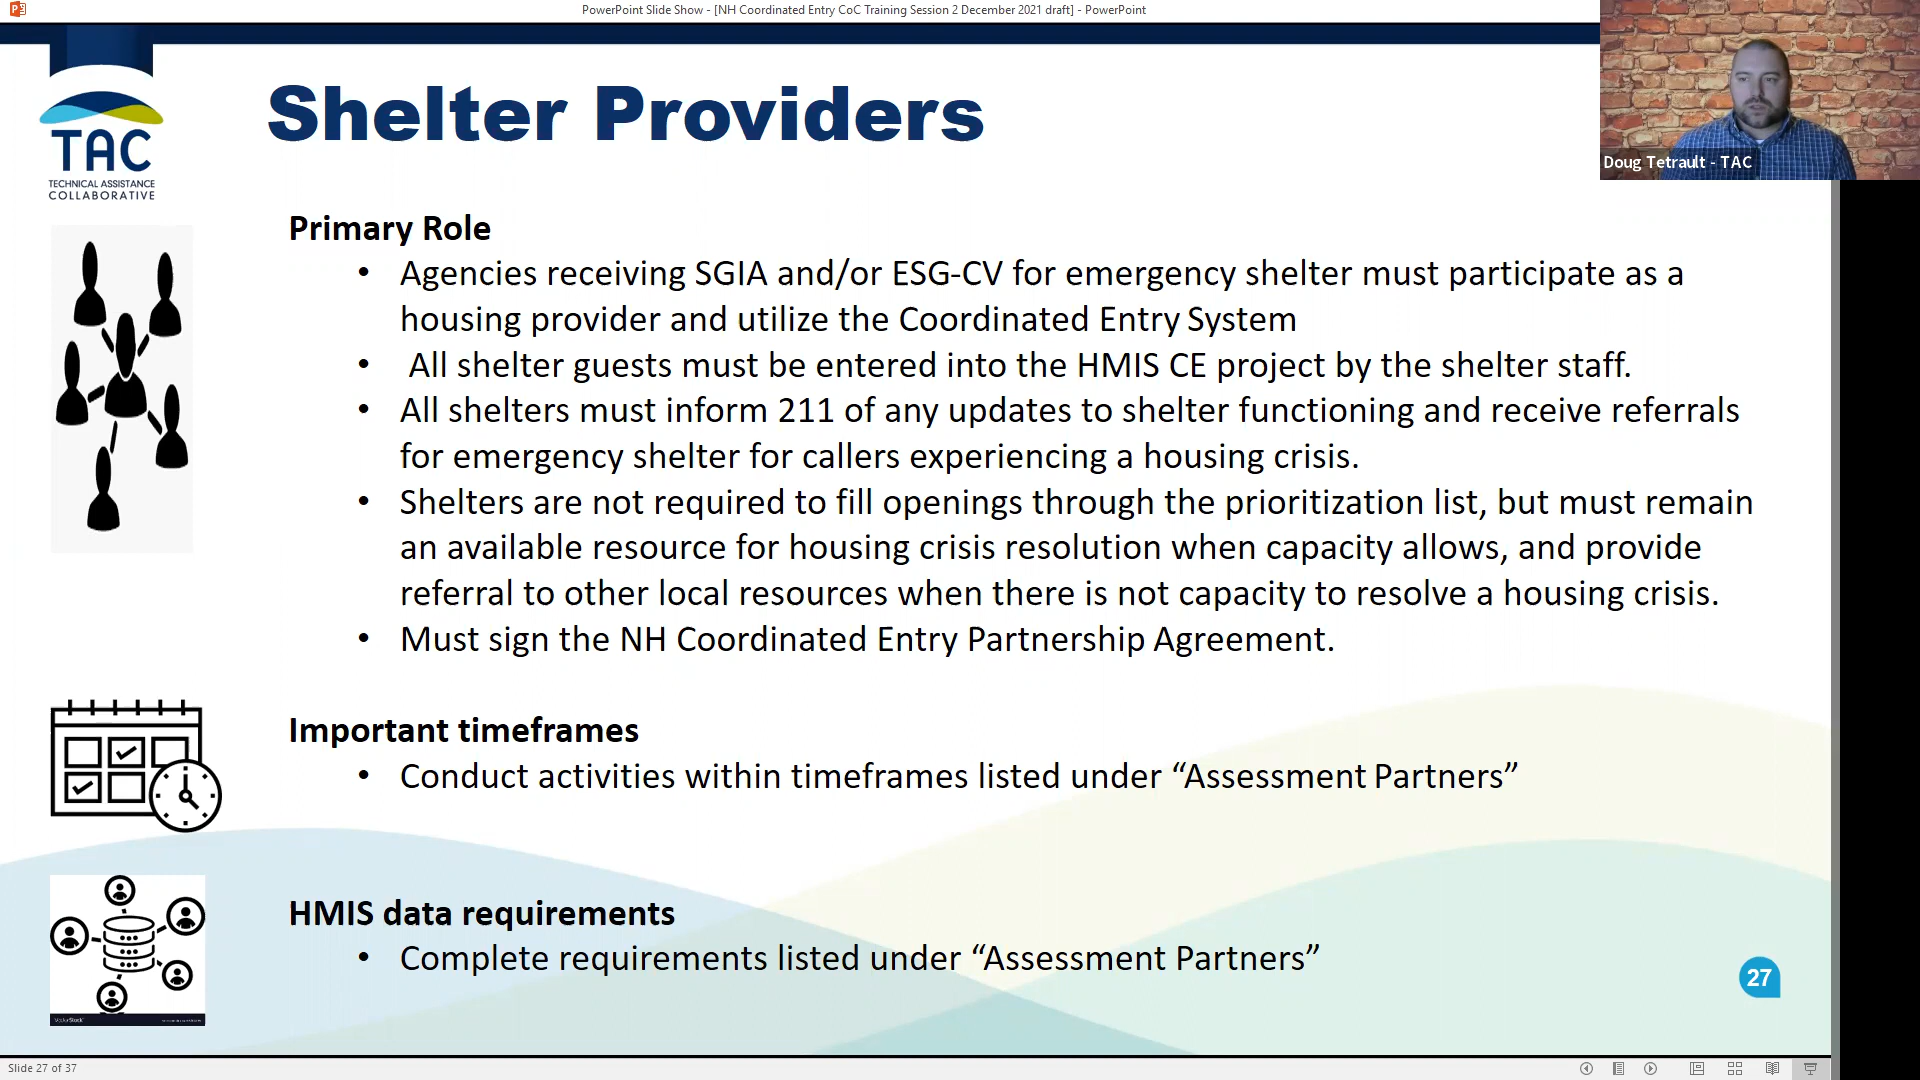 PowerPoint Slide Show - [NH Coordinated Entry CoC Training Session 2 December 2021 draft] - PowerPoint
Doug Tetrault - TAC
TAC
TECHNICAL ASSISTANCE
COLLABORATIVE
Shelter Providers
Primary Role
• Agencies receiving SGIA and/or ESG-CV for emergency shelter must participate as a
housing provider and utilize the Coordinated Entry System
• All shelter guests must be entered into the HMIS CE project by the shelter staff.
• All shelters must inform 211 of any updates to shelter functioning and receive referrals
for emergency shelter for callers experiencing a housing crisis.
• Shelters are not required to fill openings through the prioritization list, but must remain
an available resource for housing crisis resolution when capacity allows, and provide
referral to other local resources when there is not capacity to resolve a housing crisis.
• Must sign the NH Coordinated Entry Partnership Agreement.
Important timeframes
• Conduct activities within timeframes listed under “Assessment Partners”
HMIS data requirements
• Complete requirements listed under “Assessment Partners”
27
VectorStock
Slide 27 of 37